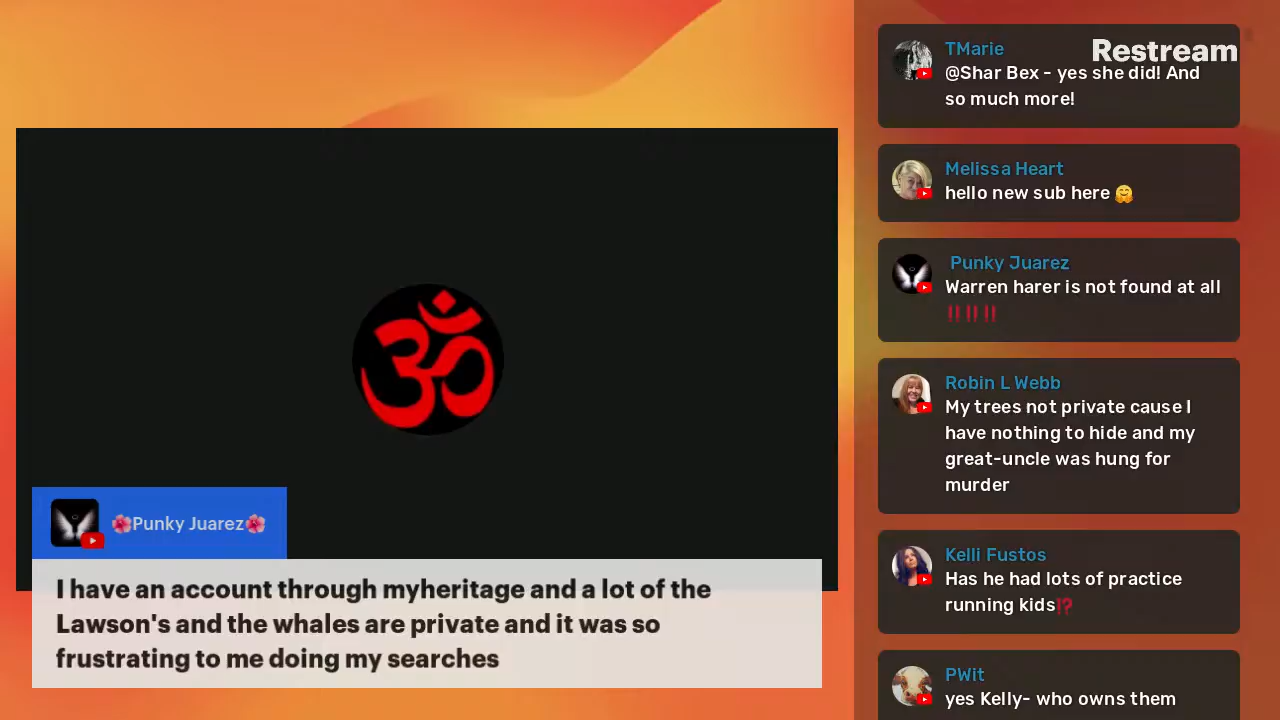 ॐ
🌺Punky Juarez🌺
I have an account through myheritage and a lot of the
Lawson's and the whales are private and it was so
frustrating to me doing my searches
Restream
TMarie
@Shar Bex - yes she did! And
so much more!
Melissa Heart
hello new sub here 🤗
Punky Juarez
Warren harer is not found at all
‼️‼️‼️
Robin L Webb
My trees not private cause I
have nothing to hide and my
great-uncle was hung for
murder
Kelli Fustos
Has he had lots of practice
running kids⁉️
PWit
yes Kelly- who owns them